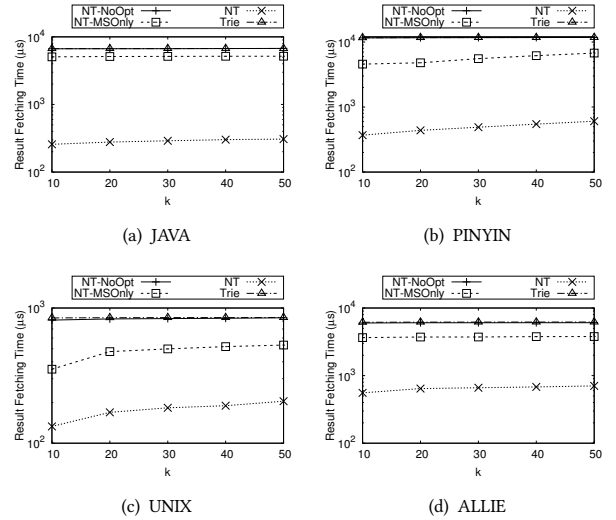 NT-NoOpt NT
NT-MSOnly Trie
Result Fetching Time (μs)
10^4
10^3
10^2
10 20 30 40 50
k
(a) JAVA
NT-NoOpt NT
NT-MSOnly Trie
Result Fetching Time (μs)
10^4
10^3
10^2
10 20 30 40 50
k
(b) PINYIN
NT-NoOpt NT
NT-MSOnly Trie
Result Fetching Time (μs)
10^3
10^2
10 20 30 40 50
k
(c) UNIX
NT-NoOpt NT
NT-MSOnly Trie
Result Fetching Time (μs)
10^4
10^3
10^2
10 20 30 40 50
k
(d) ALLIE